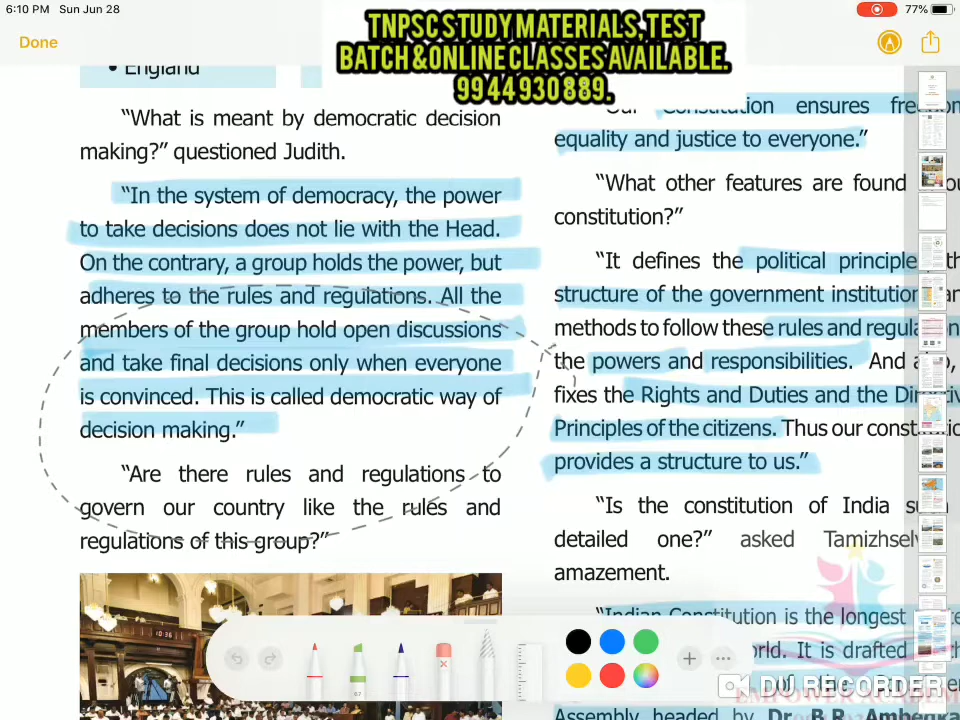 6:10 PM Sun Jun 28
77%
TNPSC STUDY MATERIALS, TEST
BATCH & ONLINE CLASSES AVAILABLE.
9944930889.
Done
• England
“What is meant by democratic decision
making?” questioned Judith.
“In the system of democracy, the power
to take decisions does not lie with the Head.
On the contrary, a group holds the power, but
adheres to the rules and regulations. All the
members of the group hold open discussions
and take final decisions only when everyone
is convinced. This is called democratic way of
decision making.”
“Are there rules and regulations to
govern our country like the rules and
regulations of this group?”
10:36
“Our Constitution ensures
equality and justice to everyone.”
“What other features are found
constitution?”
“It defines the political principle
structure of the government institution
methods to follow these rules and
the powers and responsibilities. And
fixes the Rights and Duties and the
Principles of the citizens. Thus our
provides a structure to us.”
“Is the constitution of India
detailed one?” asked
amazement.
“Indian Constitution is the longest
It is drafted
Assembly headed by Dr. B.R.
67
DU RECORDER